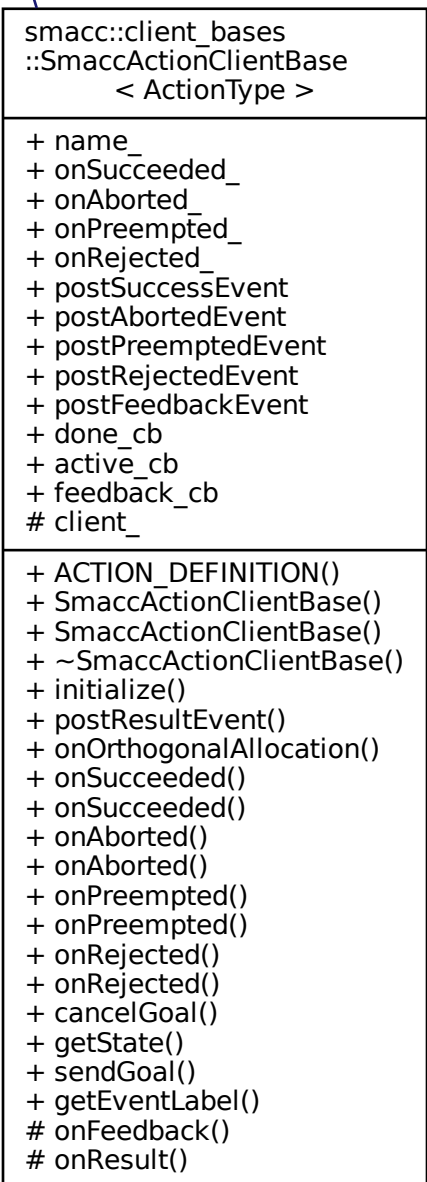 smacc::client_bases
::SmaccActionClientBase
< ActionType >
+ name_
+ onSucceeded_
+ onAborted_
+ onPreempted_
+ onRejected_
+ postSuccessEvent
+ postAbortedEvent
+ postPreemptedEvent
+ postRejectedEvent
+ postFeedbackEvent
+ done_cb
+ active_cb
+ feedback_cb
# client_
+ ACTION_DEFINITION()
+ SmaccActionClientBase()
+ SmaccActionClientBase()
+ ~SmaccActionClientBase()
+ initialize()
+ postResultEvent()
+ onOrthogonalAllocation()
+ onSucceeded()
+ onSucceeded()
+ onAborted()
+ onAborted()
+ onPreempted()
+ onPreempted()
+ onRejected()
+ onRejected()
+ cancelGoal()
+ getState()
+ sendGoal()
+ getEventLabel()
# onFeedback()
# onResult()